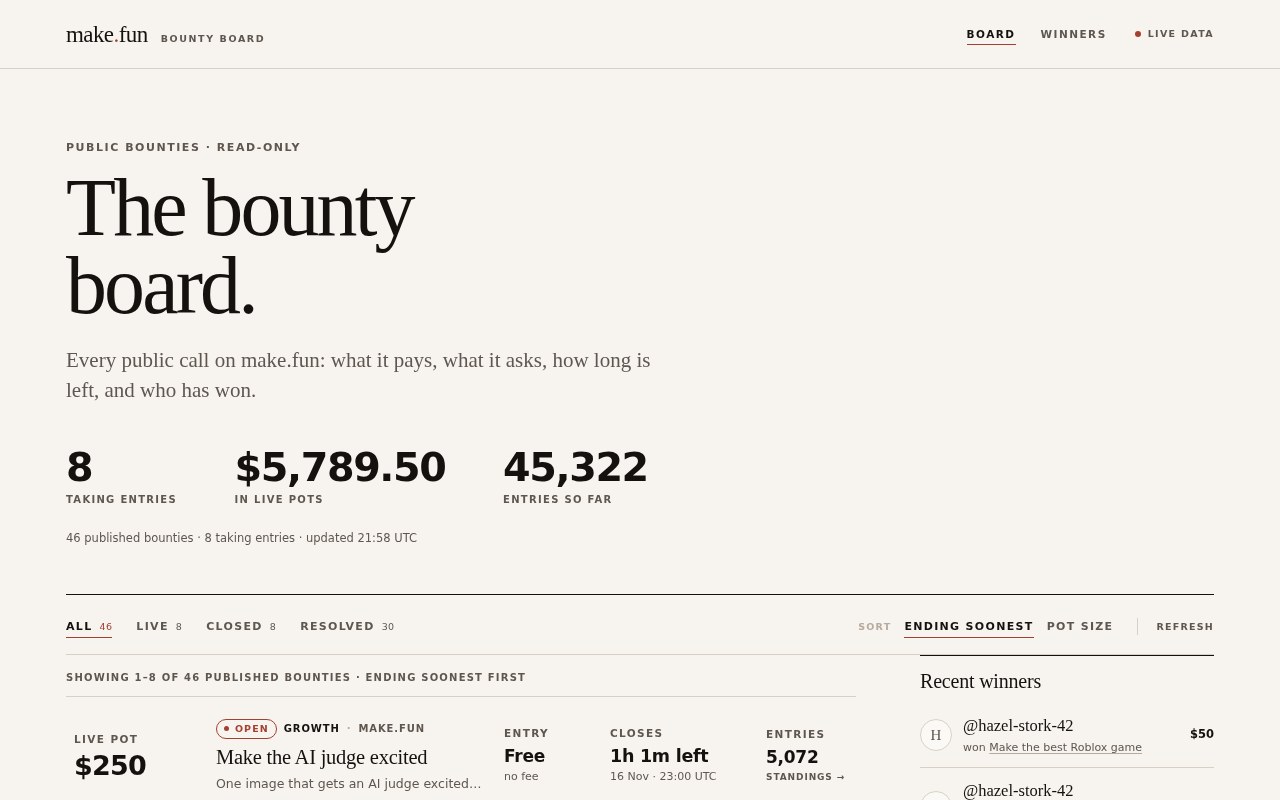 make.fun BOUNTY BOARD
BOARD WINNERS LIVE DATA
PUBLIC BOUNTIES · READ-ONLY
The bounty
board.
Every public call on make.fun: what it pays, what it asks, how long is
left, and who has won.
8 $5,789.50 45,322
TAKING ENTRIES IN LIVE POTS ENTRIES SO FAR
46 published bounties · 8 taking entries · updated 21:58 UTC
ALL 46 LIVE 8 CLOSED 8 RESOLVED 30
SORT ENDING SOONEST POT SIZE REFRESH
SHOWING 1–8 OF 46 PUBLISHED BOUNTIES · ENDING SOONEST FIRST
LIVE POT
$250
OPEN GROWTH · MAKE.FUN
Make the AI judge excited
One image that gets an AI judge excited…
ENTRY
Free
no fee
CLOSES
1h 1m left
16 Nov · 23:00 UTC
ENTRIES
5,072
STANDINGS →
Recent winners
H
@hazel-stork-42
won Make the best Roblox game
$50
@hazel-stork-42